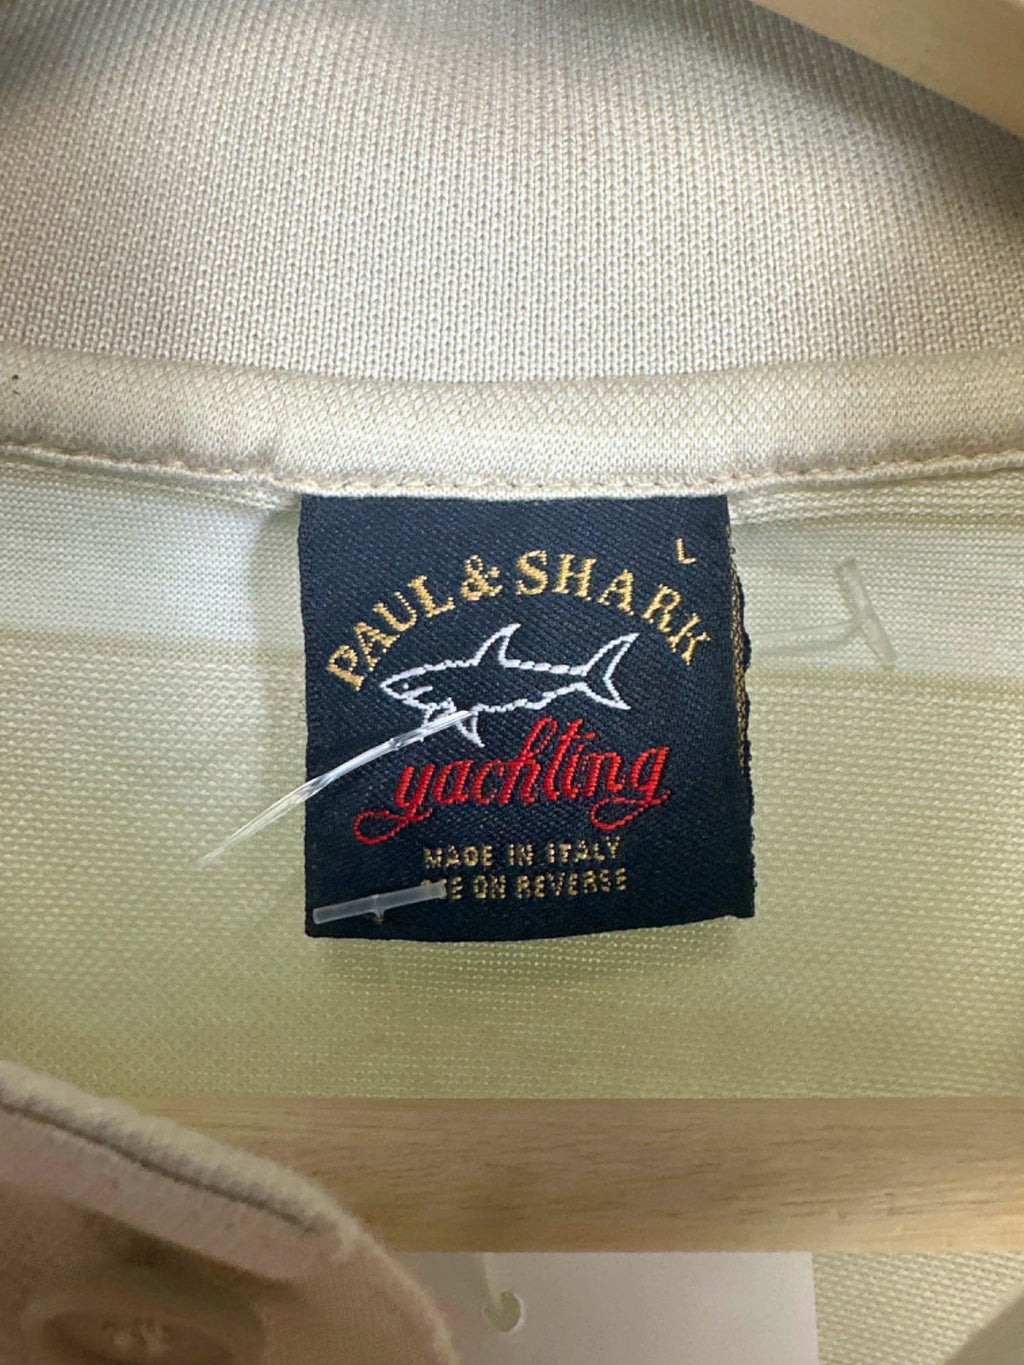 L
PAUL & SHARK
yachting
MADE IN ITALY
ON REVERSE